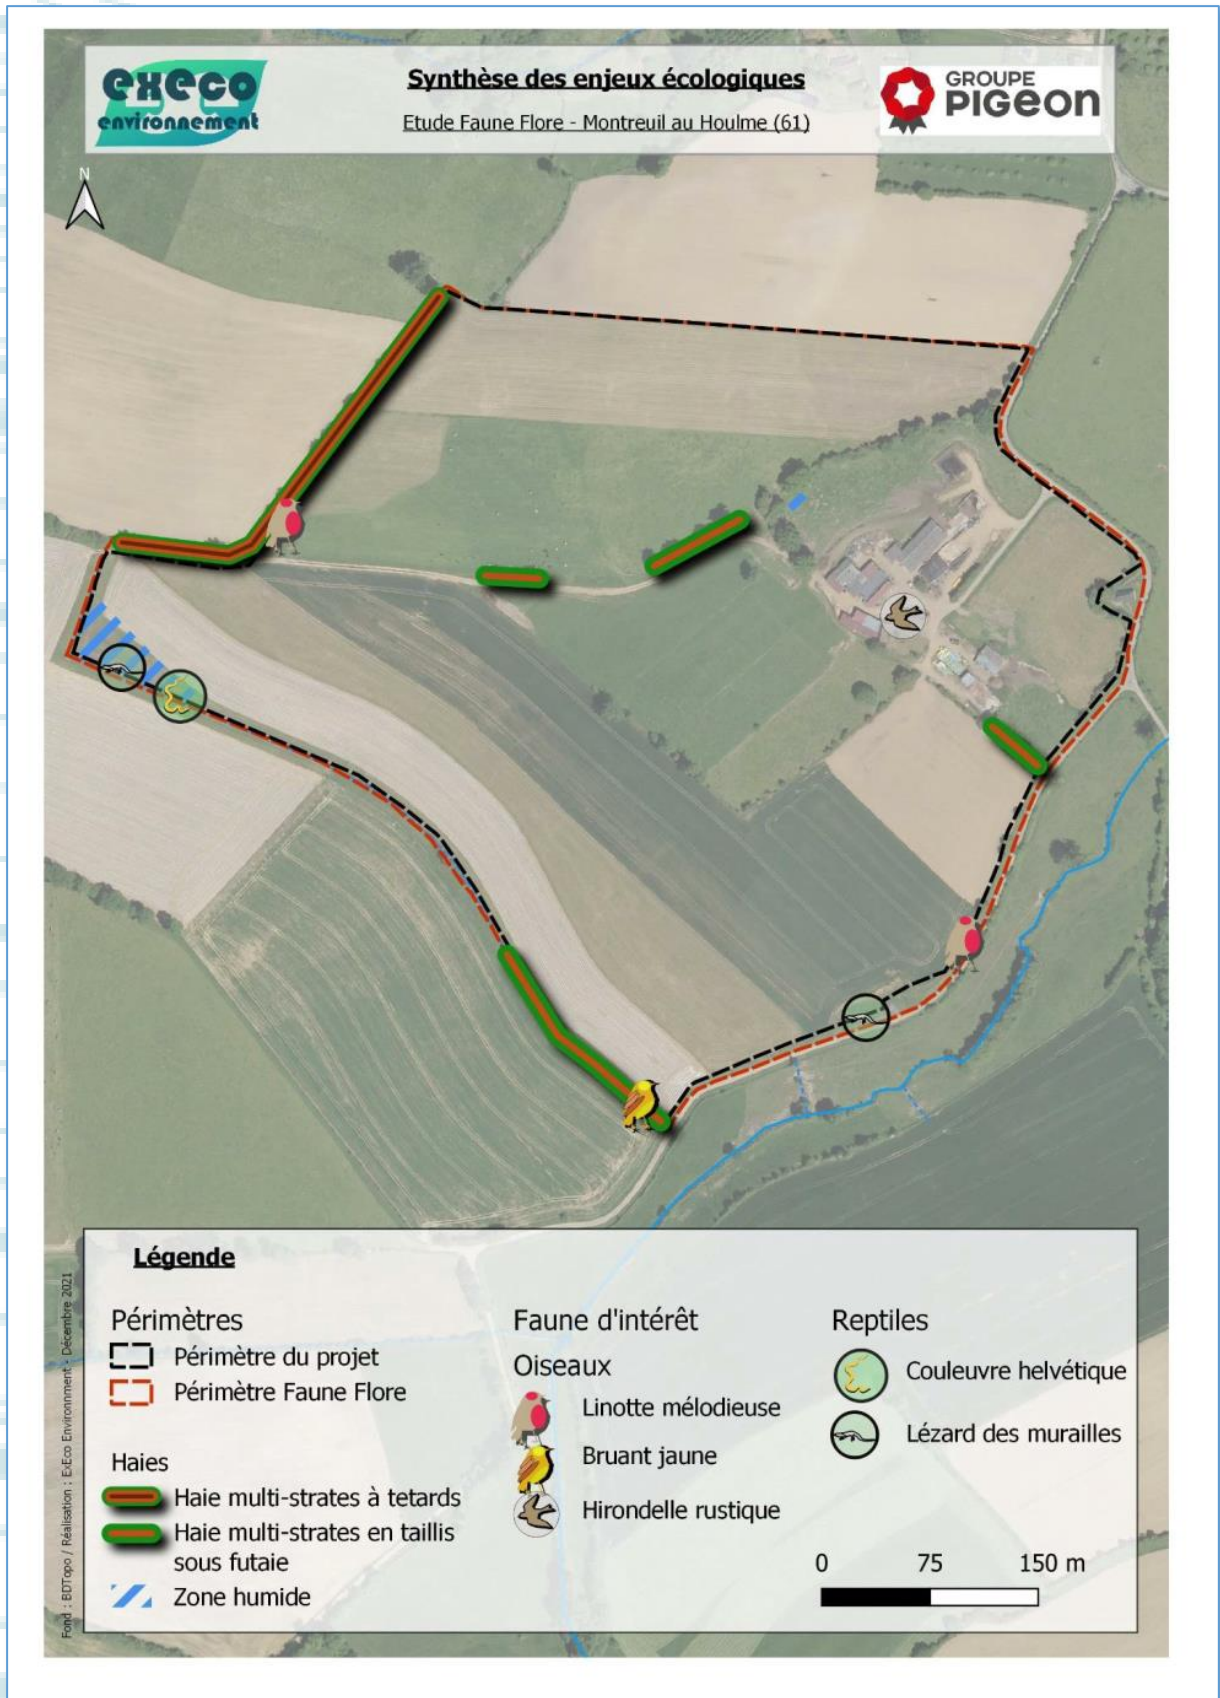 execo
environnement
Synthèse des enjeux écologiques
Etude Faune Flore - Montreuil au Houlme (61)
GROUPE
PIGeon
N
Légende
Périmètres
Périmètre du projet
Périmètre Faune Flore
Haies
Haie multi-strates à tetards
Haie multi-strates en taillis
sous futaie
Zone humide
Faune d'intérêt
Oiseaux
Linotte mélodieuse
Bruant jaune
Hirondelle rustique
Reptiles
Couleuvre helvétique
Lézard des murailles
0 75 150 m
Fond : BDTopo / Réalisation : ExEco Environnment - Décembre 2021